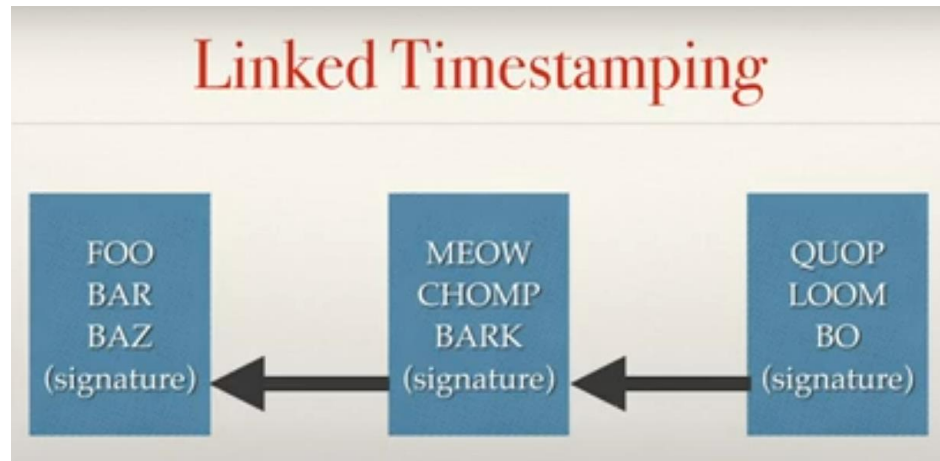 Linked Timestamping
FOO
BAR
BAZ
(signature)
MEOW
CHOMP
BARK
(signature)
QUOP
LOOM
BO
(signature)